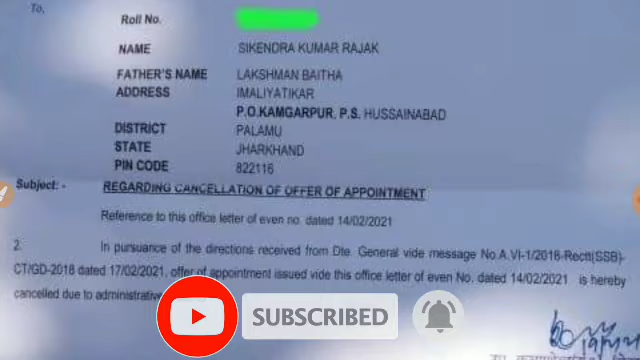 To,
Roll No.
NAME SIKENDRA KUMAR RAJAK
FATHER'S NAME LAKSHMAN BAITHA
ADDRESS IMALIYATIKAR
P.O.KAMGARPUR, P.S. HUSSAINABAD
DISTRICT PALAMU
STATE JHARKHAND
PIN CODE 822116
Subject: - REGARDING CANCELLATION OF OFFER OF APPOINTMENT
Reference to this office letter of even no. dated 14/02/2021
2. In pursuance of the directions received from Dte. General vide message No.A.VI-1/2018-Rectt(SSB)-
CT/GD-2018 dated 17/02/2021, offer of appointment issued vide this office letter of even No. dated 14/02/2021 is hereby
cancelled due to administrative
SUBSCRIBED